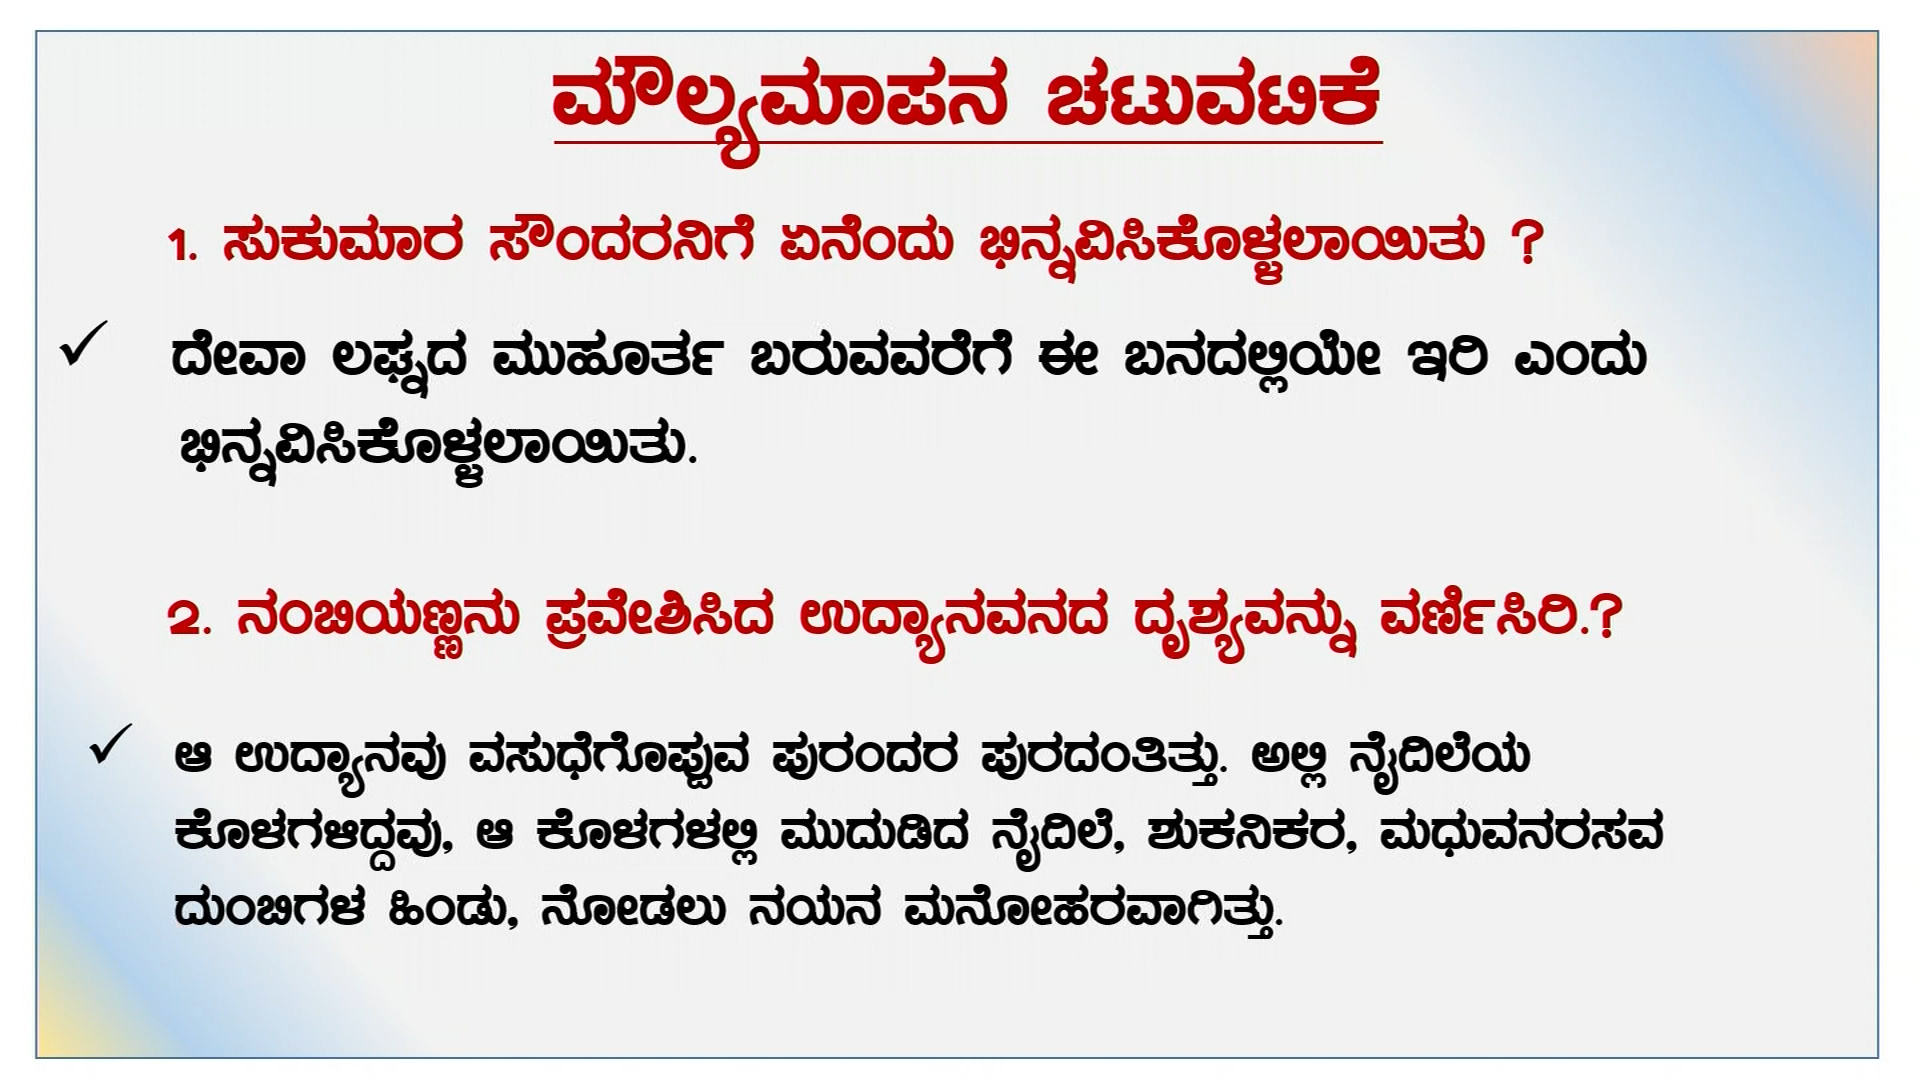 ಮೌಲ್ಯಮಾಪನ ಚಟುವಟಿಕೆ
1. ಸುಕುಮಾರ ಸೌಂದರನಿಗೆ ಏನೆಂದು ಭಿನ್ನವಿಸಿಕೊಳ್ಳಲಾಯಿತು ?
✓ ದೇವಾ ಲಘ್ನದ ಮುಹೂರ್ತ ಬರುವವರೆಗೆ ಈ ಬನದಲ್ಲಿಯೇ ಇರಿ ಎಂದು
ಭಿನ್ನವಿಸಿಕೊಳ್ಳಲಾಯಿತು.
2. ನಂಬಿಯಣ್ಣನು ಪ್ರವೇಶಿಸಿದ ಉದ್ಯಾನವನದ ದೃಶ್ಯವನ್ನು ವರ್ಣಿಸಿರಿ.?
✓ ಆ ಉದ್ಯಾನವು ವಸುಧೆಗೊಪ್ಪುವ ಪುರಂದರ ಪುರದಂತಿತ್ತು. ಅಲ್ಲಿ ನೈದಿಲೆಯ
ಕೊಳಗಳಿದ್ದವು, ಆ ಕೊಳಗಳಲ್ಲಿ ಮುದುಡಿದ ನೈದಿಲೆ, ಶುಕನಿಕರ, ಮಧುವನರಸವ
ದುಂಬಿಗಳ ಹಿಂಡು, ನೋಡಲು ನಯನ ಮನೋಹರವಾಗಿತ್ತು.